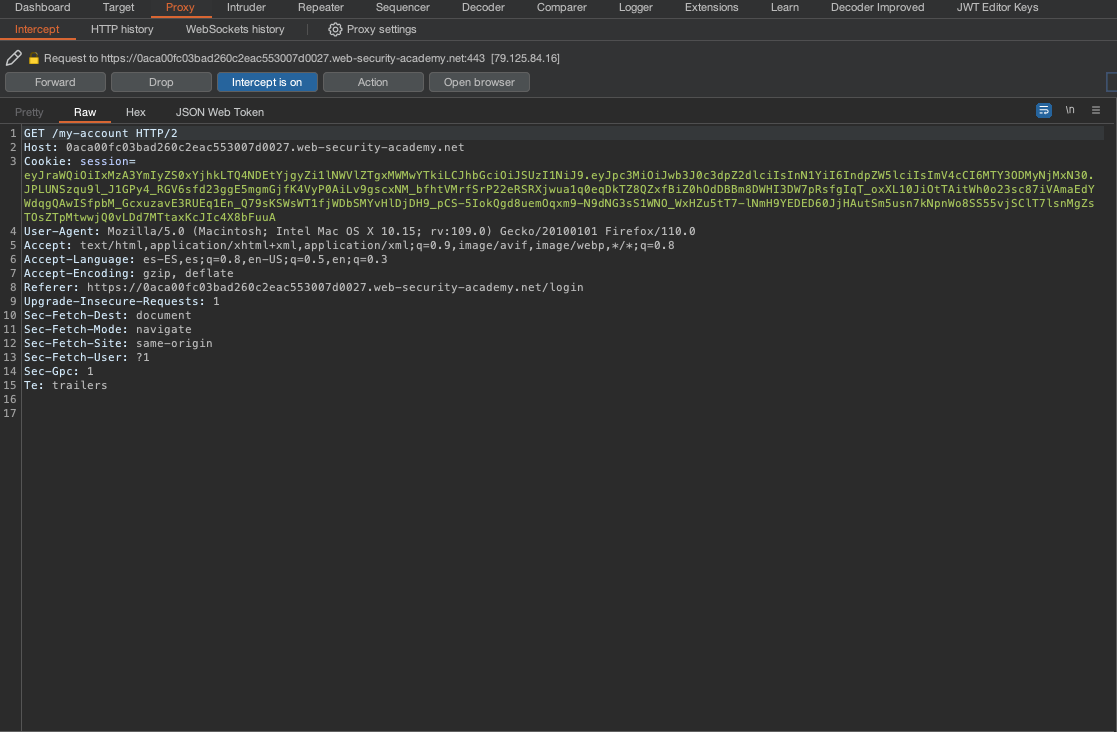 Dashboard Target Proxy Intruder Repeater Sequencer Decoder Comparer Logger Extensions Learn Decoder Improved JWT Editor Keys
Intercept HTTP history WebSockets history Proxy settings
Request to https://0aca00fc03bad260c2eac553007d0027.web-security-academy.net:443 [79.125.84.16]
Forward Drop Intercept is on Action Open browser
Pretty Raw Hex JSON Web Token \n
1 GET /my-account HTTP/2
2 Host: 0aca00fc03bad260c2eac553007d0027.web-security-academy.net
3 Cookie: session=
eyJraWQiOiIxMzA3YmIyZS0xYjhkLTQ4NDEtYjgyZi1lNWVlZTgxMWMwYTkiLCJhbGciOiJSUzI1NiJ9.eyJpc3MiOiJwb3J0c3dpZ2dlciIsInN1YiI6IndpZW5lciIsImV4cCI6MTY3ODMyNjMxN30.
JPLUNSzqu9l_J1GPy4_RGV6sfd23ggE5mgmGjfK4VyP0AiLv9gscxNM_bfhtVMrfSrP22eRSRXjwua1q0eqDkTZ8QZxfBiZ0hOdDBBm8DWHI3DW7pRsfgIqT_oxXL10JiOtTAitWh0o23sc87iVAmaEdY
WdqgQAwISfpbM_GcxuzavE3RUEq1En_Q79sKSWsWT1fjWDbSMYvHlDjDH9_pCS-5IokQgd8uemOqxm9-N9dNG3sS1WNO_WxHZu5tT7-lNmH9YEDED60JjHAutSm5usn7kNpnWo8SS55vjSClT7lsnMgZs
TOsZTpMtwwjQ0vLDd7MTtaxKcJIc4X8bFuuA
4 User-Agent: Mozilla/5.0 (Macintosh; Intel Mac OS X 10.15; rv:109.0) Gecko/20100101 Firefox/110.0
5 Accept: text/html,application/xhtml+xml,application/xml;q=0.9,image/avif,image/webp,*/*;q=0.8
6 Accept-Language: es-ES,es;q=0.8,en-US;q=0.5,en;q=0.3
7 Accept-Encoding: gzip, deflate
8 Referer: https://0aca00fc03bad260c2eac553007d0027.web-security-academy.net/login
9 Upgrade-Insecure-Requests: 1
10 Sec-Fetch-Dest: document
11 Sec-Fetch-Mode: navigate
12 Sec-Fetch-Site: same-origin
13 Sec-Fetch-User: ?1
14 Sec-Gpc: 1
15 Te: trailers
16
17